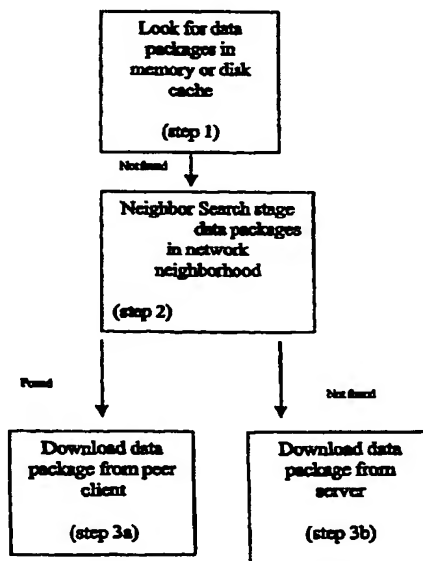 Look for data
packages in
memory or disk
cache
(step 1)
Not found
Neighbor Search stage
data packages
in network
neighborhood
(step 2)
Found
Not found
Download data
package from peer
client
(step 3a)
Download data
package from
server
(step 3b)